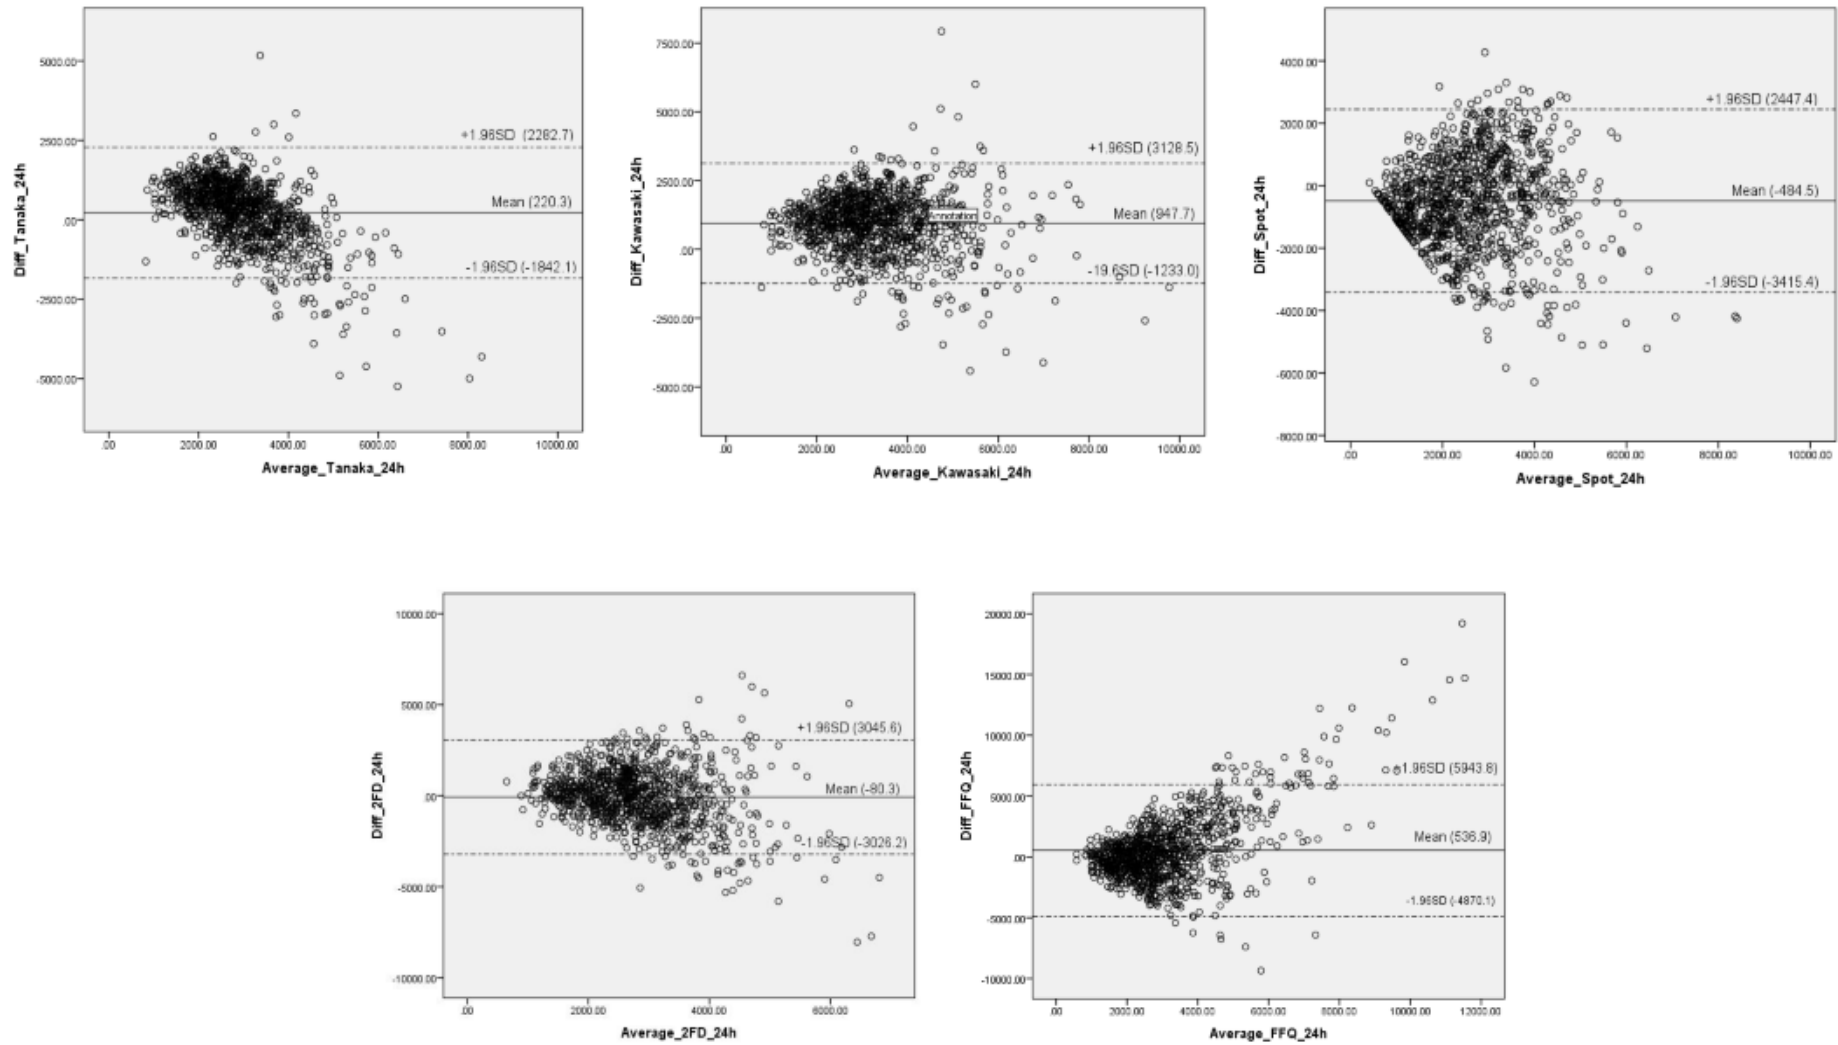 5000.00
2500.00
.00
-2500.00
-5000.00
Diff_Tanaka_24h
+1.96SD (2282.7)
Mean (220.3)
-1.96SD (-1842.1)
.00 2000.00 4000.00 6000.00 8000.00 10000.00
Average_Tanaka_24h
7500.00
5000.00
2500.00
.00
-2500.00
-5000.00
Diff_Kawasaki_24h
+1.96SD (3128.5)
Annotation
Mean (947.7)
-19.6SD (-1233.0)
.00 2000.00 4000.00 6000.00 8000.00 10000.00
Average_Kawasaki_24h
4000.00
2000.00
.00
-2000.00
-4000.00
-6000.00
-8000.00
Diff_Spot_24h
+1.96SD (2447.4)
Mean (-484.5)
-1.96SD (-3415.4)
.00 2000.00 4000.00 6000.00 8000.00 10000.00
Average_Spot_24h
10000.00
5000.00
.00
-5000.00
-10000.00
Diff_2FD_24h
+1.96SD (3045.6)
Mean (-80.3)
-1.96SD (-3026.2)
.00 2000.00 4000.00 6000.00
Average_2FD_24h
20000.00
15000.00
10000.00
5000.00
.00
-5000.00
-10000.00
Diff_FFQ_24h
+1.96SD (5943.8)
Mean (536.9)
-1.96SD (-4870.1)
.00 2000.00 4000.00 6000.00 8000.00 10000.00 12000.00
Average_FFQ_24h